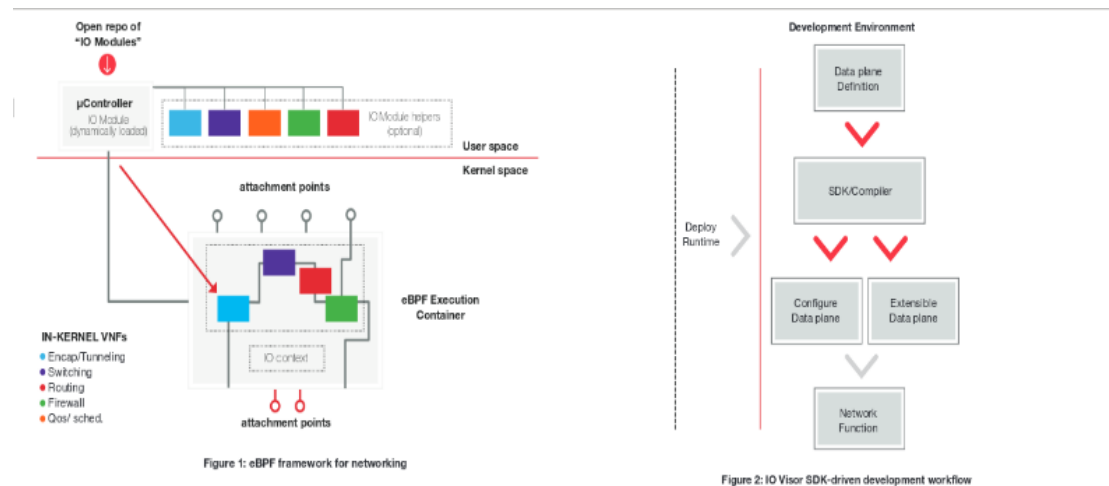 Open repo of
"IO Modules"
µController
IO Module
(dynamically loaded)
IO Module helpers
(optional)
User space
Kernel space
attachment points
eBPF Execution
Container
IO context
IN-KERNEL VNFs
Encap/Tunneling
Switching
Routing
Firewall
Qos/ sched.
attachment points
Figure 1: eBPF framework for networking
Development Environment
Data plane
Definition
SDK/Compiler
Deploy
Runtime
Configure
Data plane
Extensible
Data plane
Network
Function
Figure 2: IO Visor SDK-driven development workflow